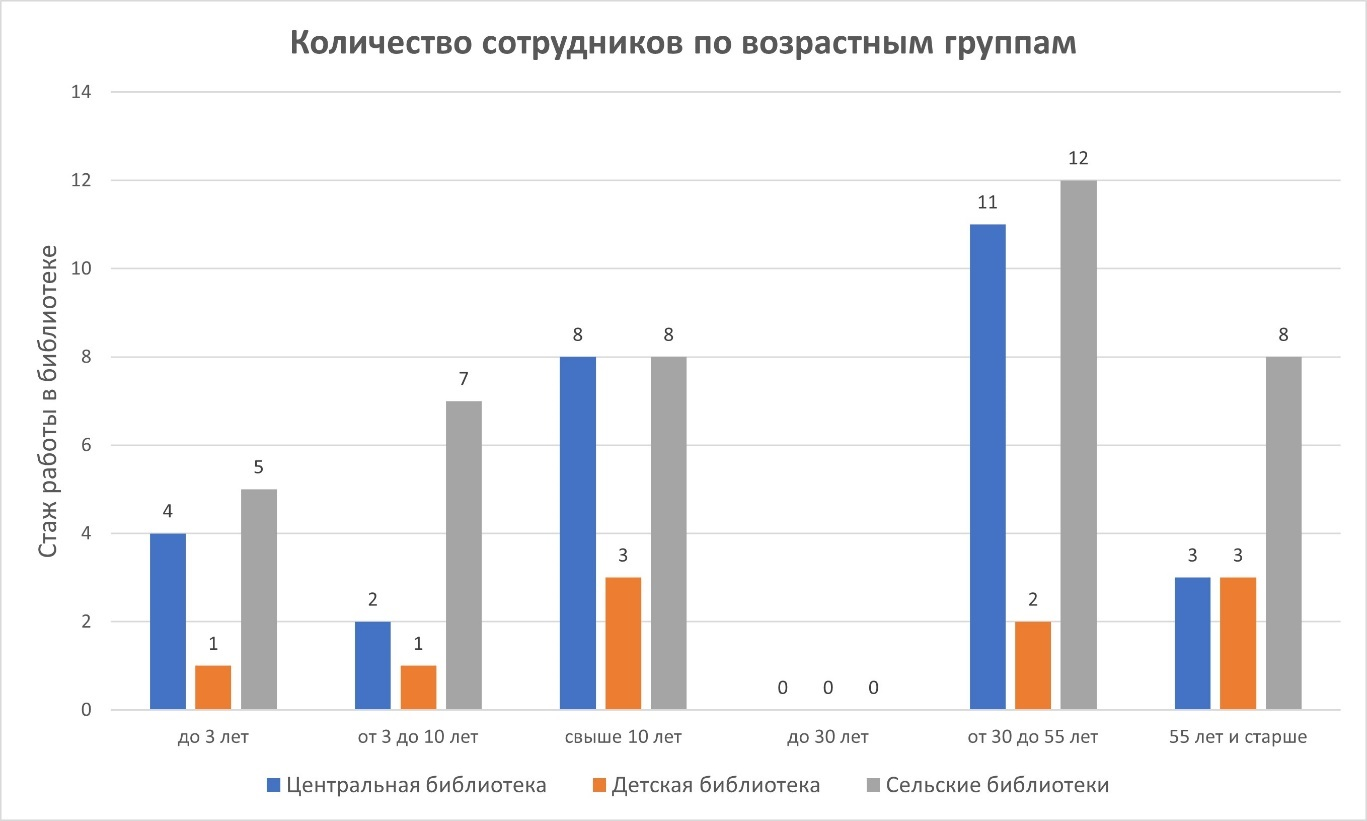 Количество сотрудников по возрастным группам
Стаж работы в библиотеке
14
12
10
8
6
4
2
0
4
1
5
2
1
7
8
3
8
0
0
0
11
2
12
3
3
8
до 3 лет
от 3 до 10 лет
свыше 10 лет
до 30 лет
от 30 до 55 лет
55 лет и старше
Центральная библиотека
Детская библиотека
Сельские библиотеки